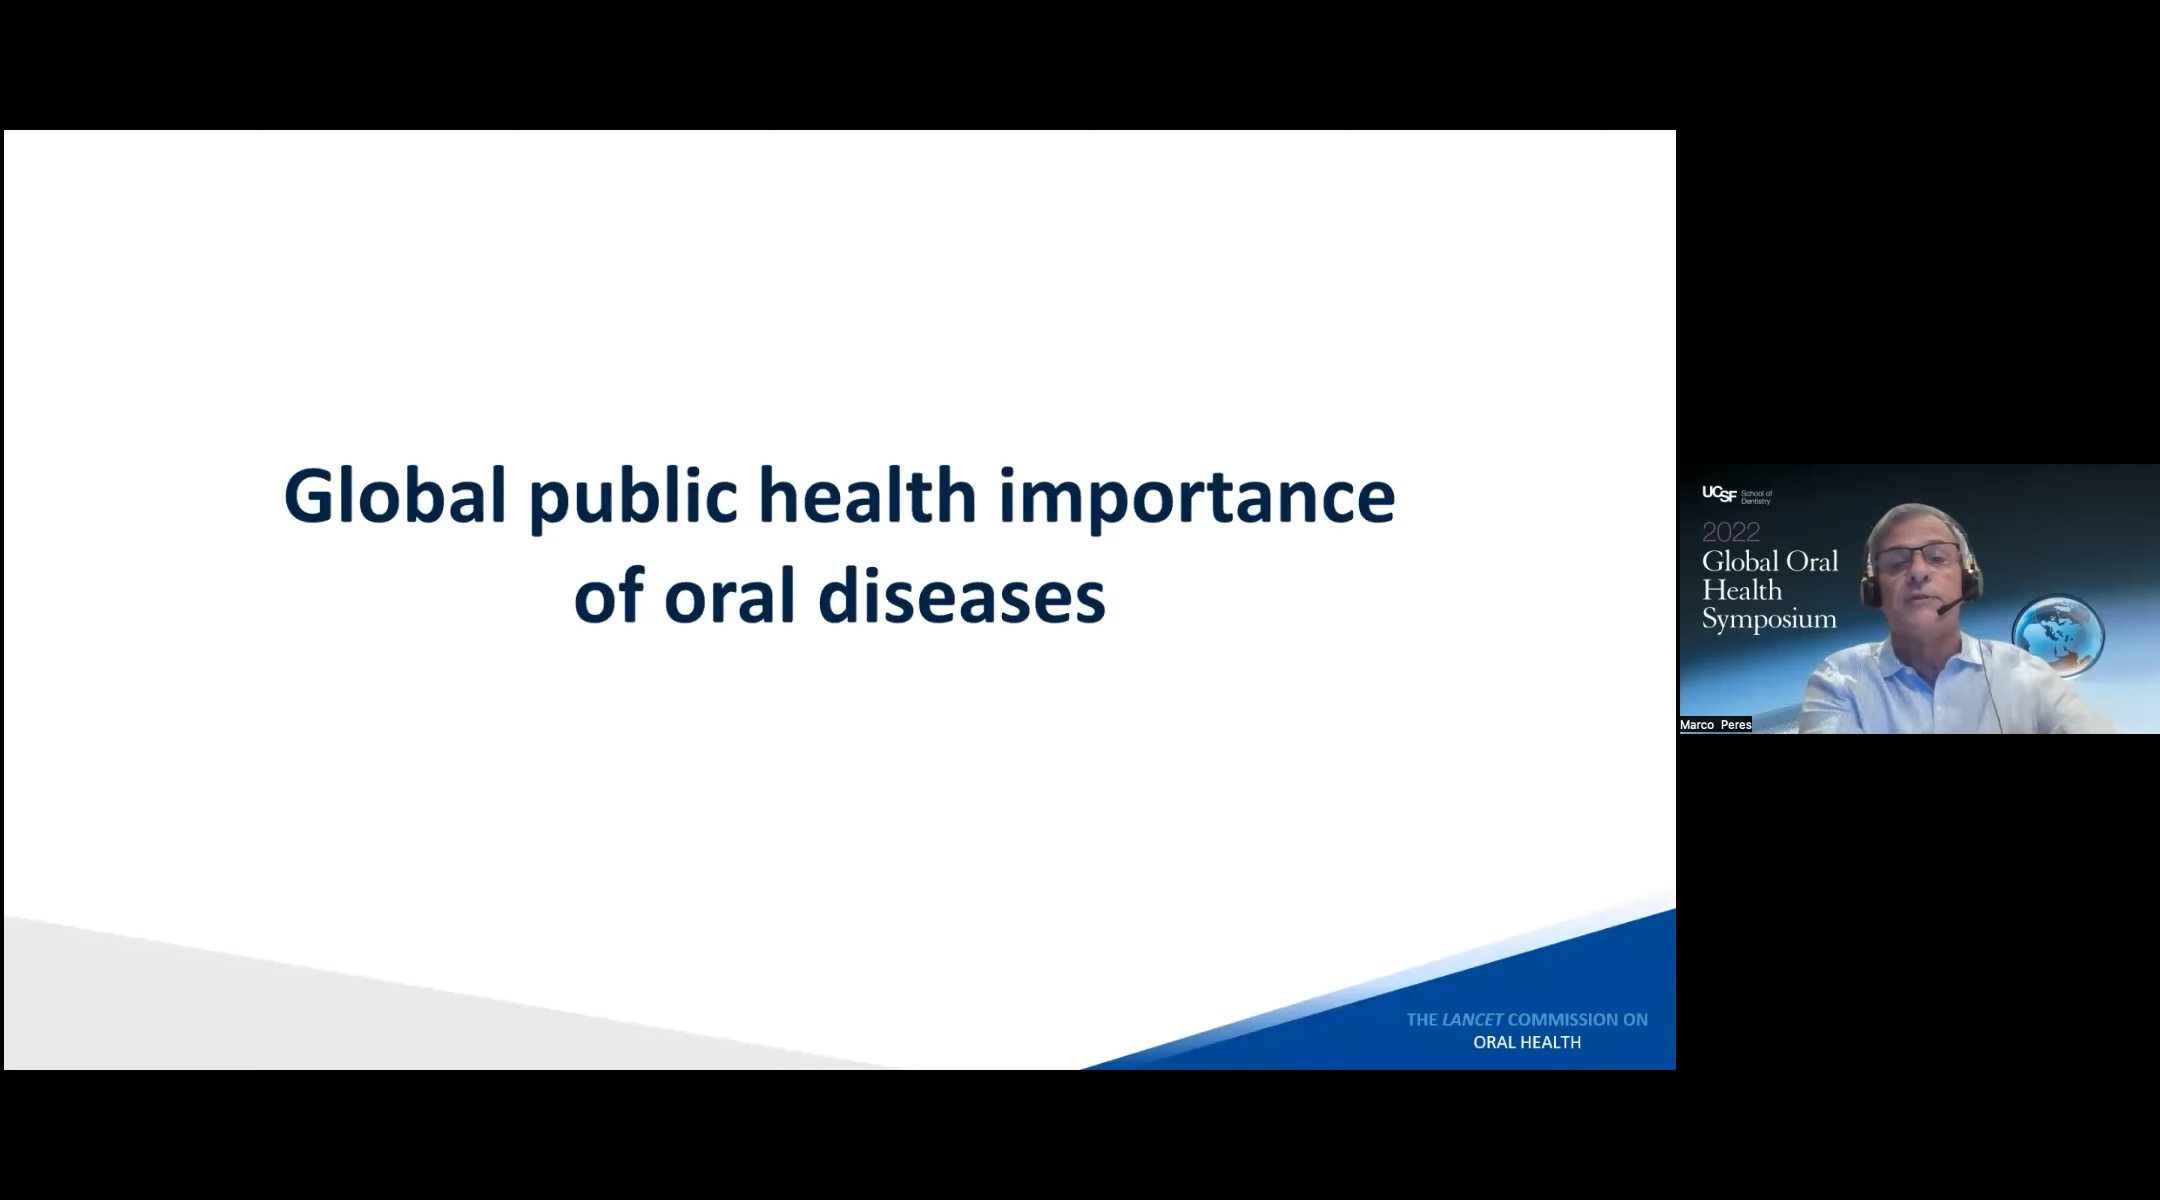 Global public health importance
of oral diseases
THE LANCET COMMISSION ON
ORAL HEALTH
UCSF School of
Dentistry
2022
Global Oral
Health
Symposium
Marco Peres